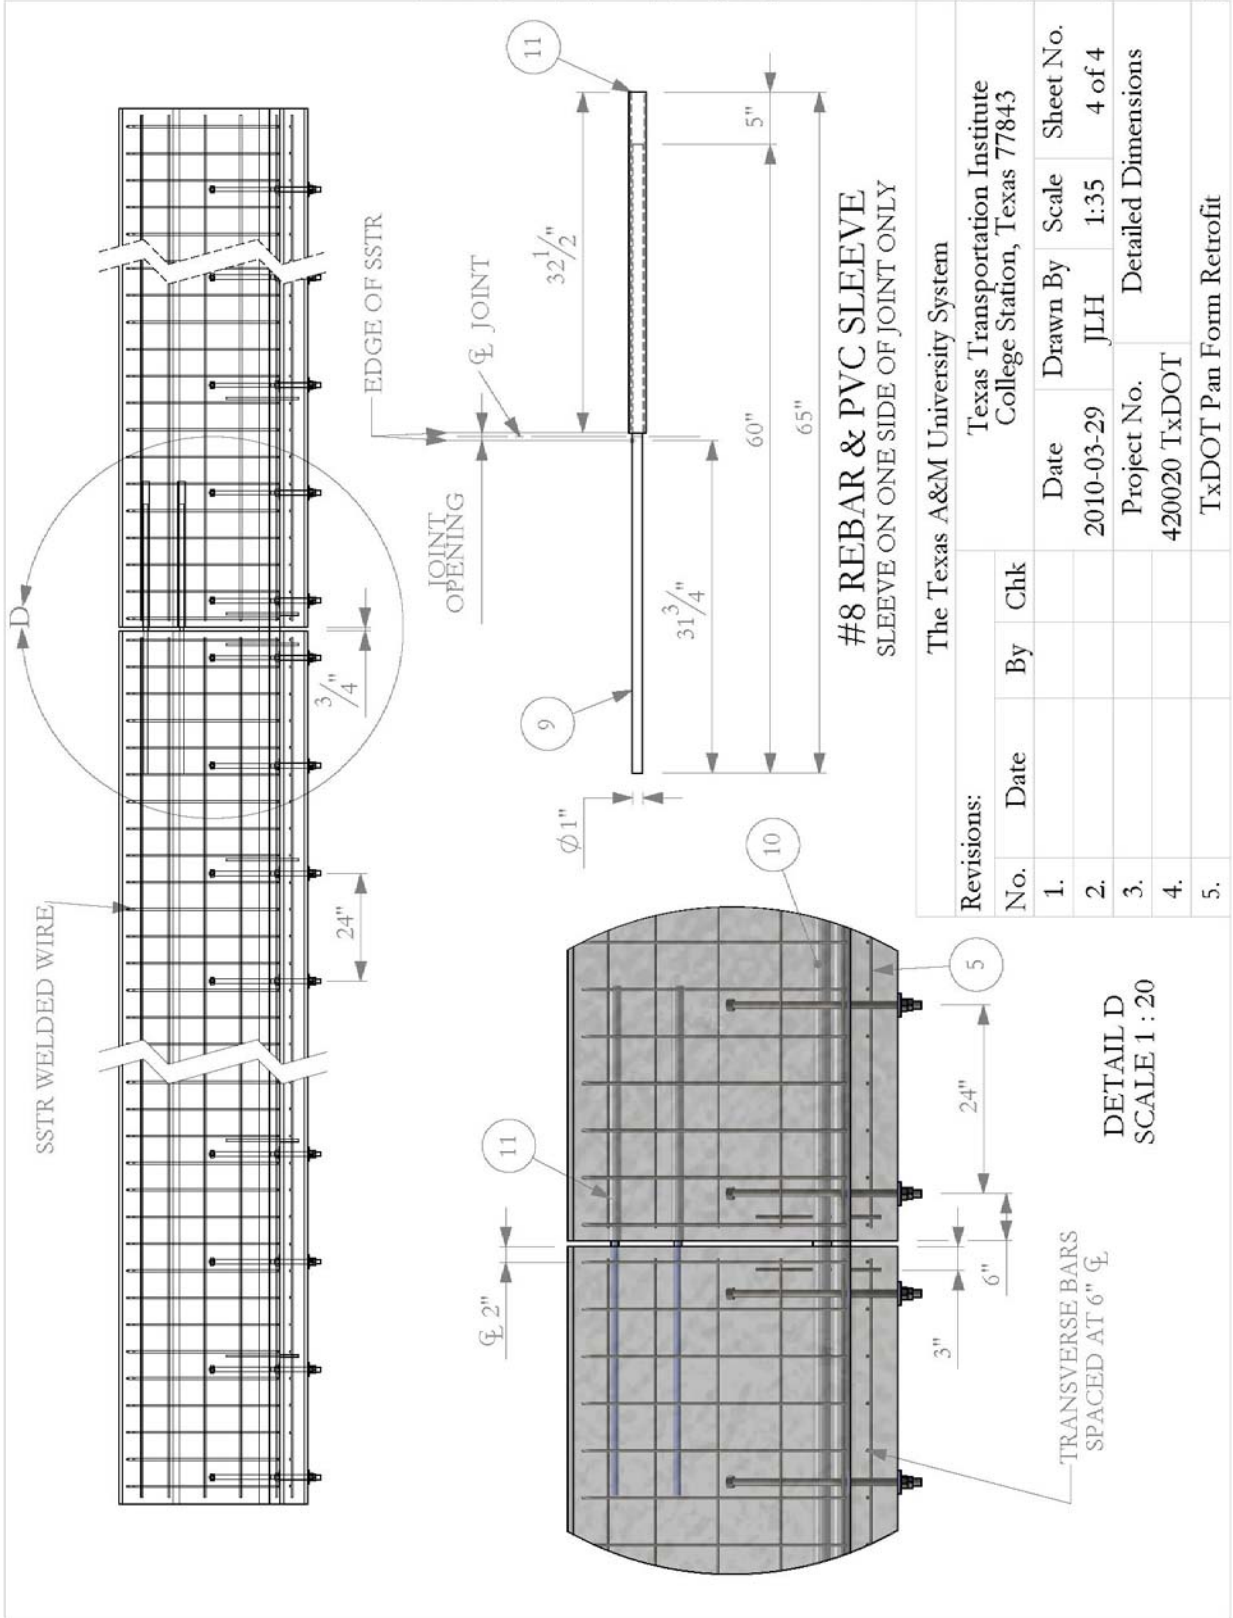 SSTR WELDED WIRE
24"
3/4"
D
EDGE OF SSTR
℄ JOINT
JOINT
OPENING
11
32 1/2"
5"
9
Ø1"
31 3/4"
60"
65"
#8 REBAR & PVC SLEEVE
SLEEVE ON ONE SIDE OF JOINT ONLY
11
10
5
℄ 2"
24"
6"
3"
TRANSVERSE BARS
SPACED AT 6" ℄
DETAIL D
SCALE 1 : 20
The Texas A&M University System
Revisions:
No. Date By Chk
1.
2.
3.
4.
5.
Texas Transportation Institute
College Station, Texas 77843
Date Drawn By Scale Sheet No.
2010-03-29 JLH 1:35 4 of 4
Project No. Detailed Dimensions
420020 TxDOT
TxDOT Pan Form Retrofit